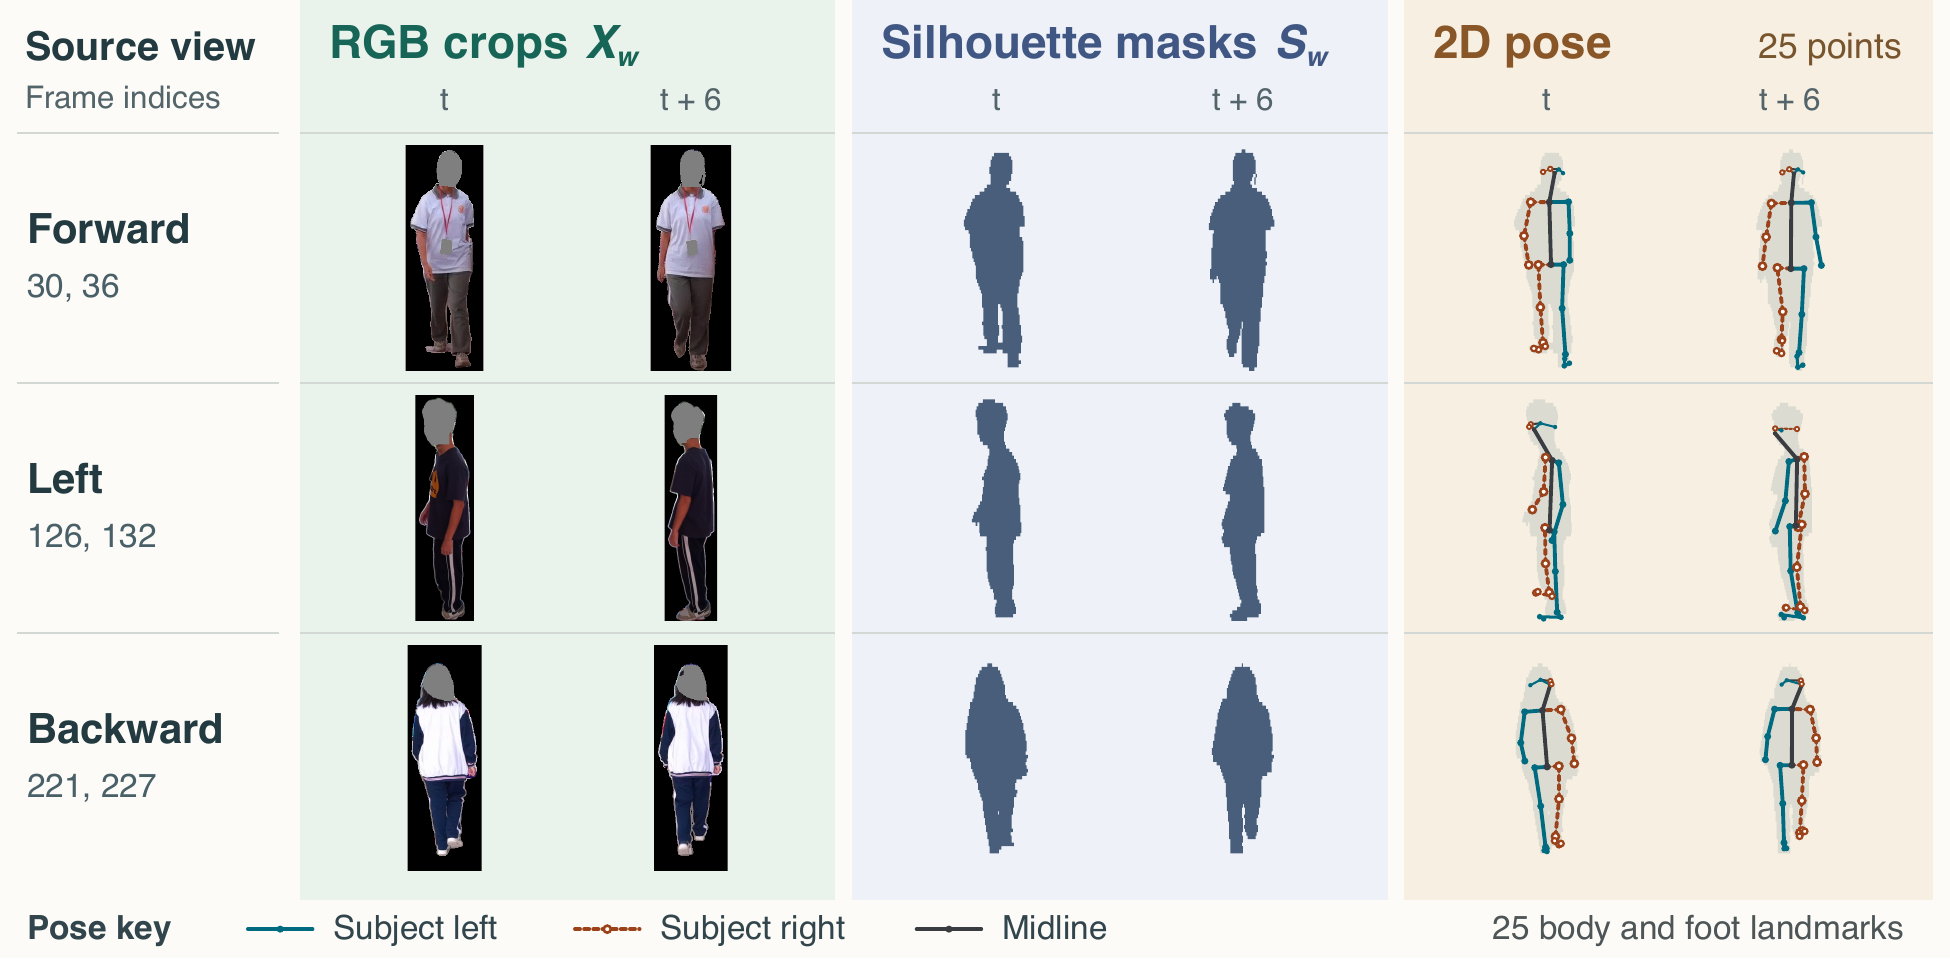 Source view
Frame indices
RGB crops Xw
t t + 6
Silhouette masks Sw
t t + 6
2D pose 25 points
t t + 6
Forward
30, 36
Left
126, 132
Backward
221, 227
Pose key Subject left Subject right Midline 25 body and foot landmarks